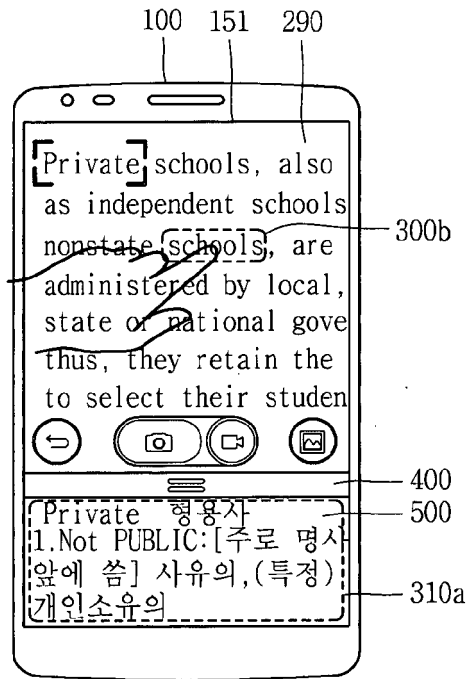 100 151 290
Private schools, also
as independent schools
nonstate schools, are
300b
administered by local,
state or national gove
thus, they retain the
to select their studen
400
Private 형용사
500
1.Not PUBLIC:[주로 명사
앞에 씀] 사유의,(특정)
310a
개인소유의